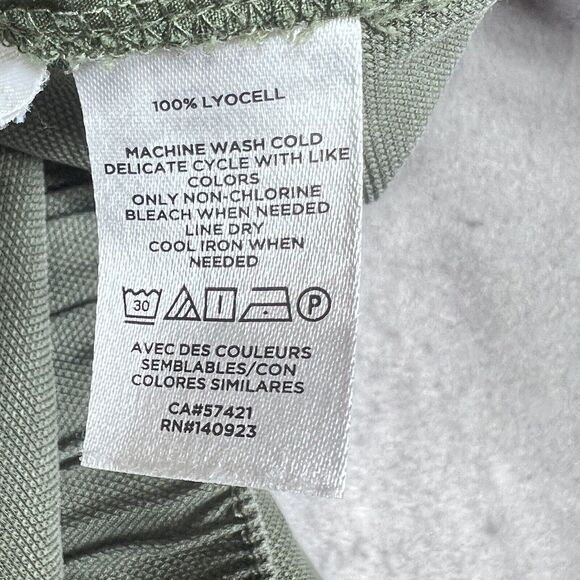 100% LYOCELL
MACHINE WASH COLD
DELICATE CYCLE WITH LIKE
COLORS
ONLY NON-CHLORINE
BLEACH WHEN NEEDED
LINE DRY
COOL IRON WHEN
NEEDED
30 P
AVEC DES COULEURS
SEMBLABLES/CON
COLORES SIMILARES
CA#57421
RN#140923